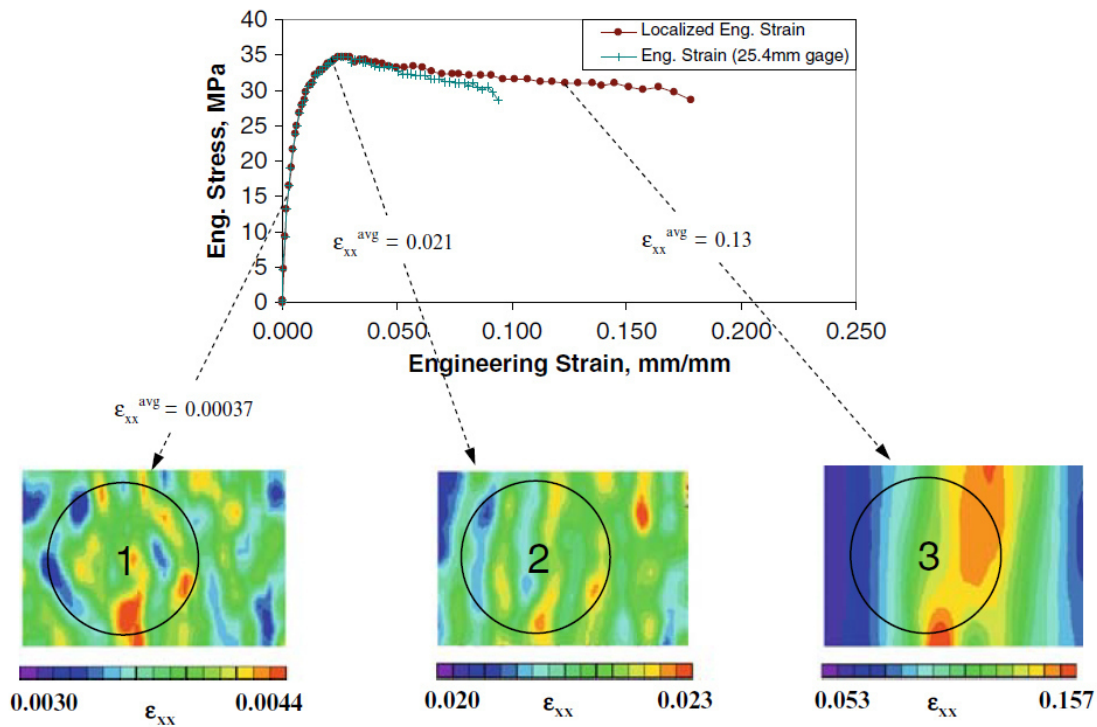 40
35
30
25
20
15
10
5
0
Eng. Stress, MPa
Localized Eng. Strain
Eng. Strain (25.4mm gage)
εxx^avg = 0.021
εxx^avg = 0.13
0.000 0.050 0.100 0.150 0.200 0.250
Engineering Strain, mm/mm
εxx^avg = 0.00037
1 2 3
0.0030 εxx 0.0044
0.020 εxx 0.023
0.053 εxx 0.157